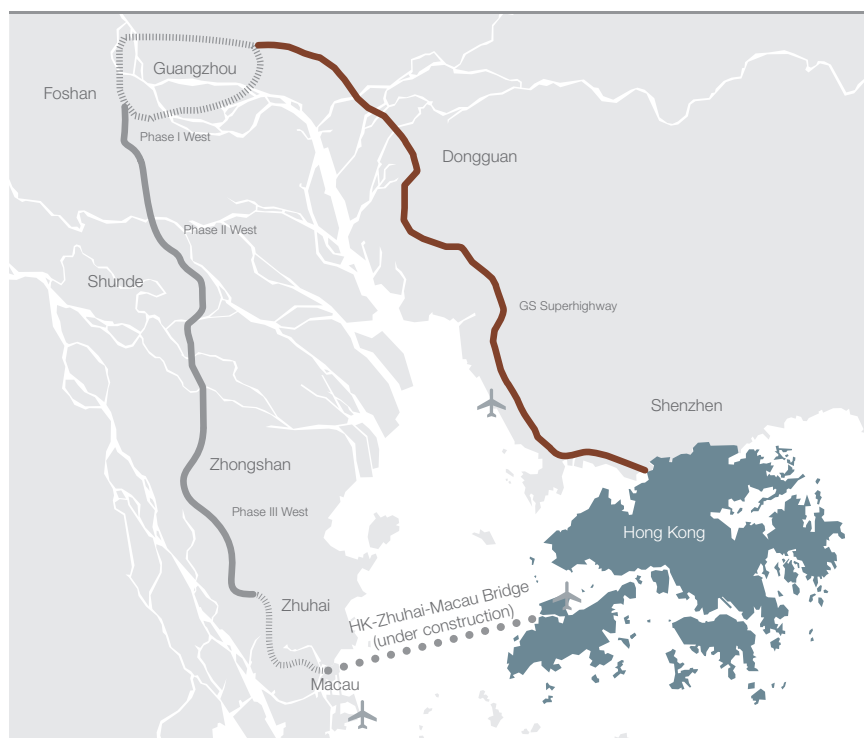 Guangzhou
Foshan
Phase I West
Dongguan
Phase II West
Shunde
GS Superhighway
Shenzhen
Zhongshan
Phase III West
Hong Kong
HK-Zhuhai-Macau Bridge
(under construction)
Zhuhai
Macau